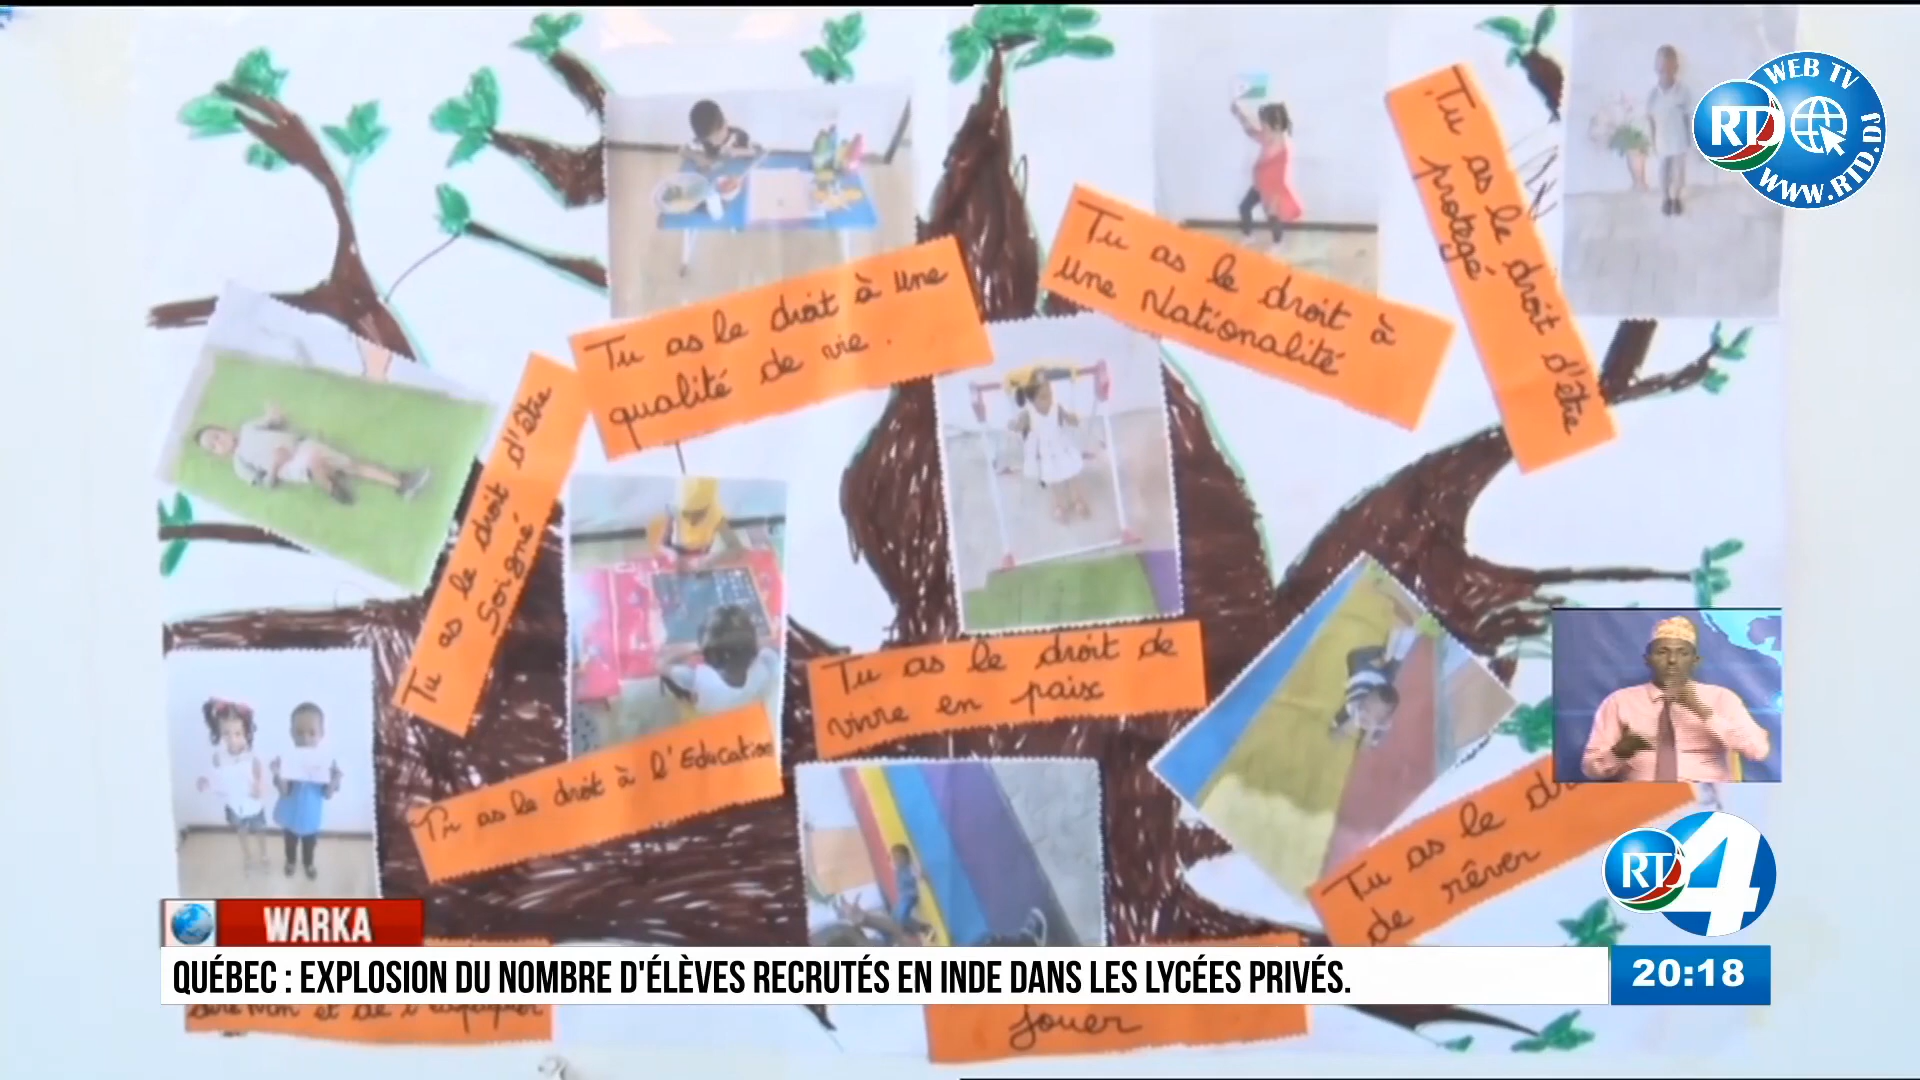 WEB TV
RTD
WWW.RTD.DJ
Tu as le droit d'être
protegé
Tu as le droit à
une Nationalité
Tu as le droit à une
qualité de vie.
Tu as le droit d'être
Soigné
Tu as le droit de
vivre en paix
Tu as le droit à l'Education
Tu as le
de rêver
RTD 4
WARKA
QUÉBEC : EXPLOSION DU NOMBRE D'ÉLÈVES RECRUTÉS EN INDE DANS LES LYCÉES PRIVÉS.
20:18
et de
jouer